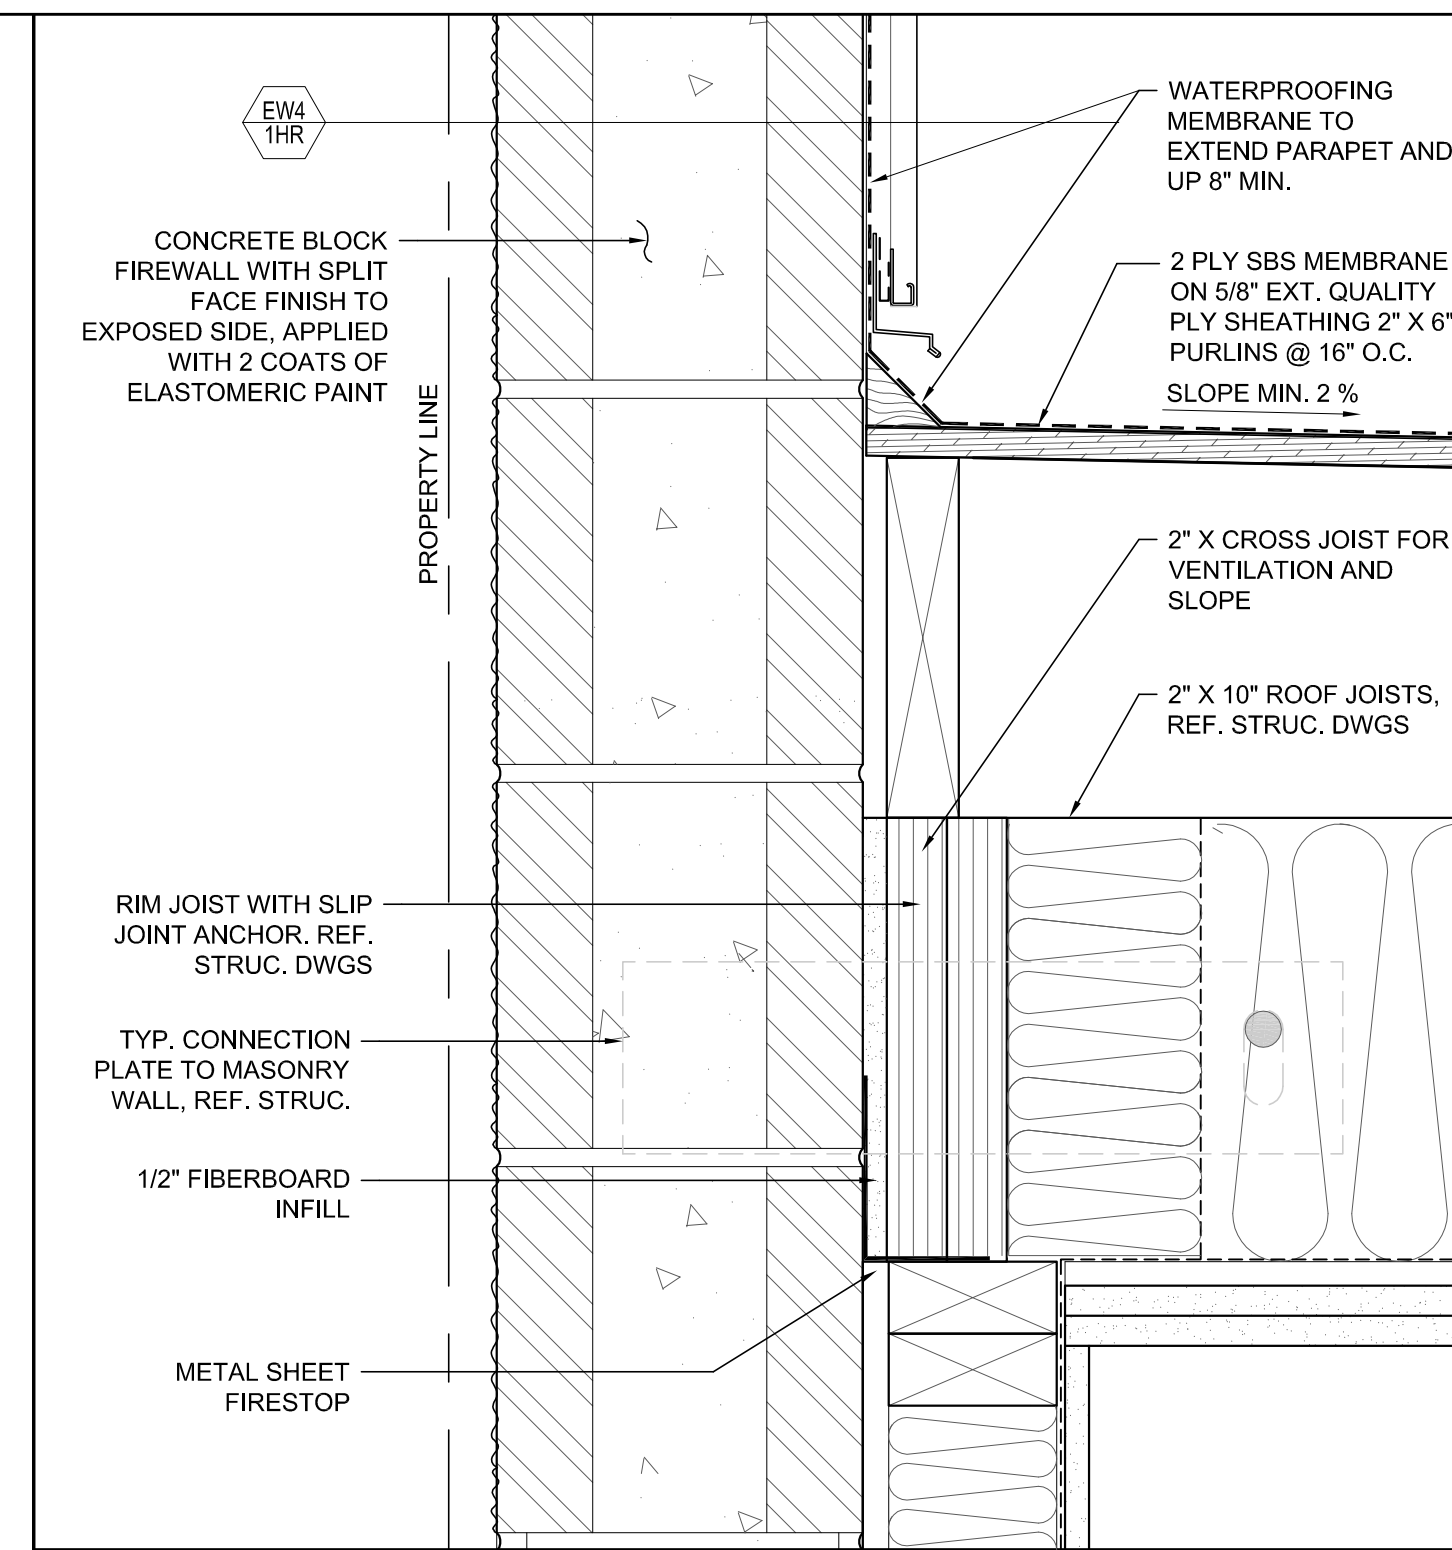 EW4
1HR
CONCRETE BLOCK
FIREWALL WITH SPLIT
FACE FINISH TO
EXPOSED SIDE, APPLIED
WITH 2 COATS OF
ELASTOMERIC PAINT
PROPERTY LINE
RIM JOIST WITH SLIP
JOINT ANCHOR. REF.
STRUC. DWGS
TYP. CONNECTION
PLATE TO MASONRY
WALL, REF. STRUC.
1/2" FIBERBOARD
INFILL
METAL SHEET
FIRESTOP
WATERPROOFING
MEMBRANE TO
EXTEND PARAPET AND
UP 8" MIN.
2 PLY SBS MEMBRANE
ON 5/8" EXT. QUALITY
PLY SHEATHING 2" X 6"
PURLINS @ 16" O.C.
SLOPE MIN. 2 %
2" X CROSS JOIST FOR
VENTILATION AND
SLOPE
2" X 10" ROOF JOISTS,
REF. STRUC. DWGS